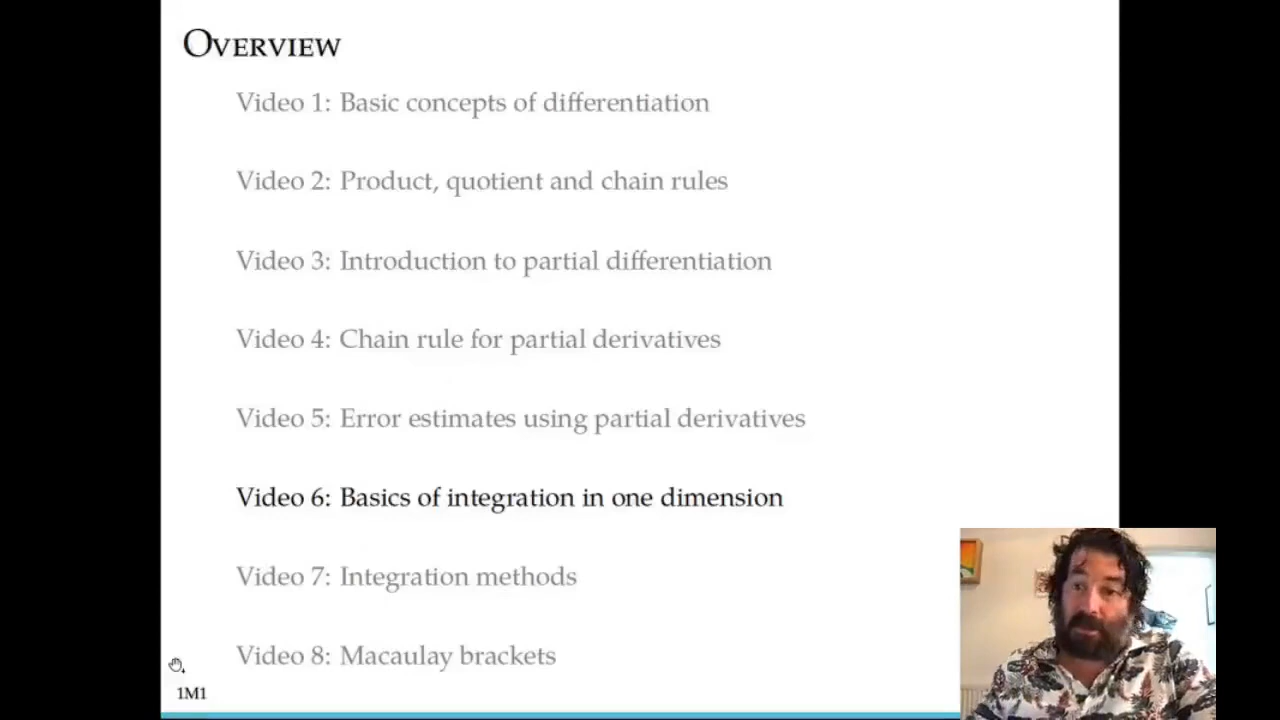 OVERVIEW
Video 1: Basic concepts of differentiation
Video 2: Product, quotient and chain rules
Video 3: Introduction to partial differentiation
Video 4: Chain rule for partial derivatives
Video 5: Error estimates using partial derivatives
Video 6: Basics of integration in one dimension
Video 7: Integration methods
Video 8: Macaulay brackets
1M1